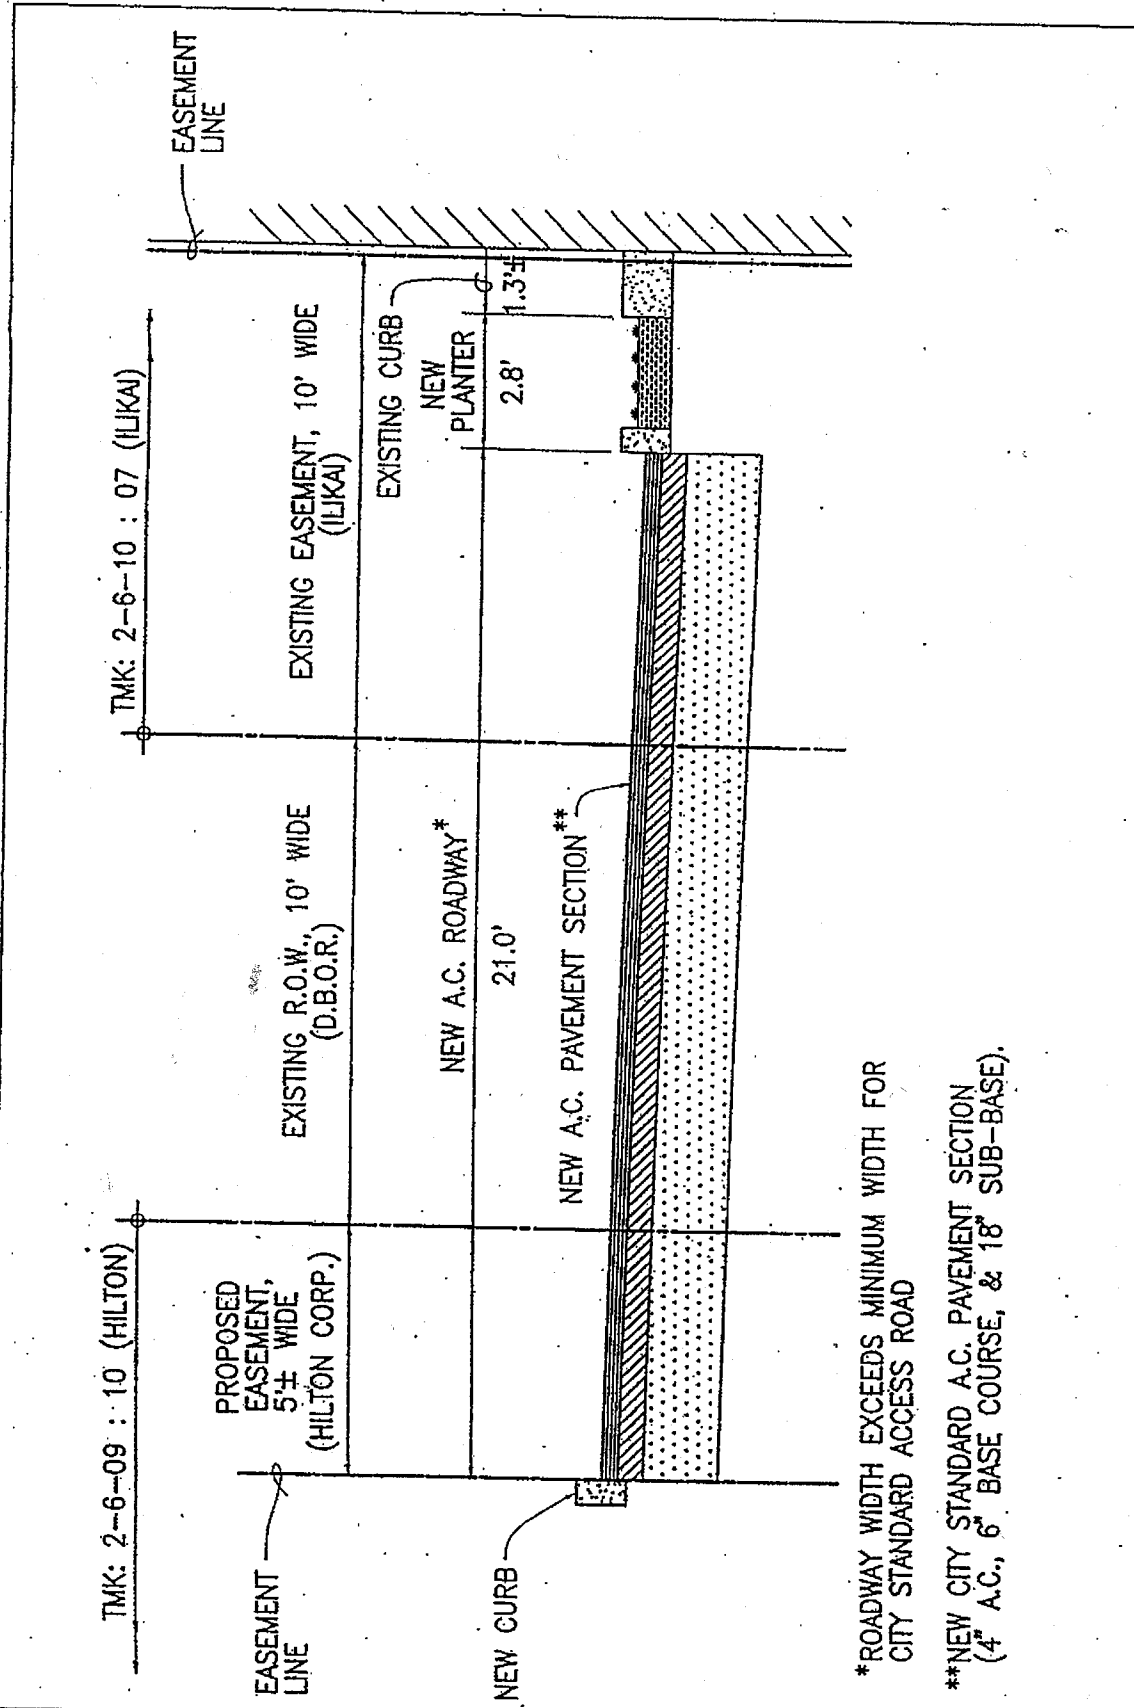 TMK: 2-6-09 : 10 (HILTON)
TMK: 2-6-10 : 07 (ILIKAI)
EASEMENT
LINE
EASEMENT
LINE
PROPOSED
EASEMENT,
5'± WIDE
(HILTON CORP.)
EXISTING R.O.W., 10' WIDE
(D.B.O.R.)
EXISTING EASEMENT, 10' WIDE
(ILIKAI)
EXISTING CURB
NEW A.C. ROADWAY*
21.0'
NEW
PLANTER
2.8'
1.3'±
NEW CURB
NEW A.C. PAVEMENT SECTION**
*ROADWAY WIDTH EXCEEDS MINIMUM WIDTH FOR
CITY STANDARD ACCESS ROAD
**NEW CITY STANDARD A.C. PAVEMENT SECTION
(4" A.C., 6" BASE COURSE, & 18" SUB-BASE).